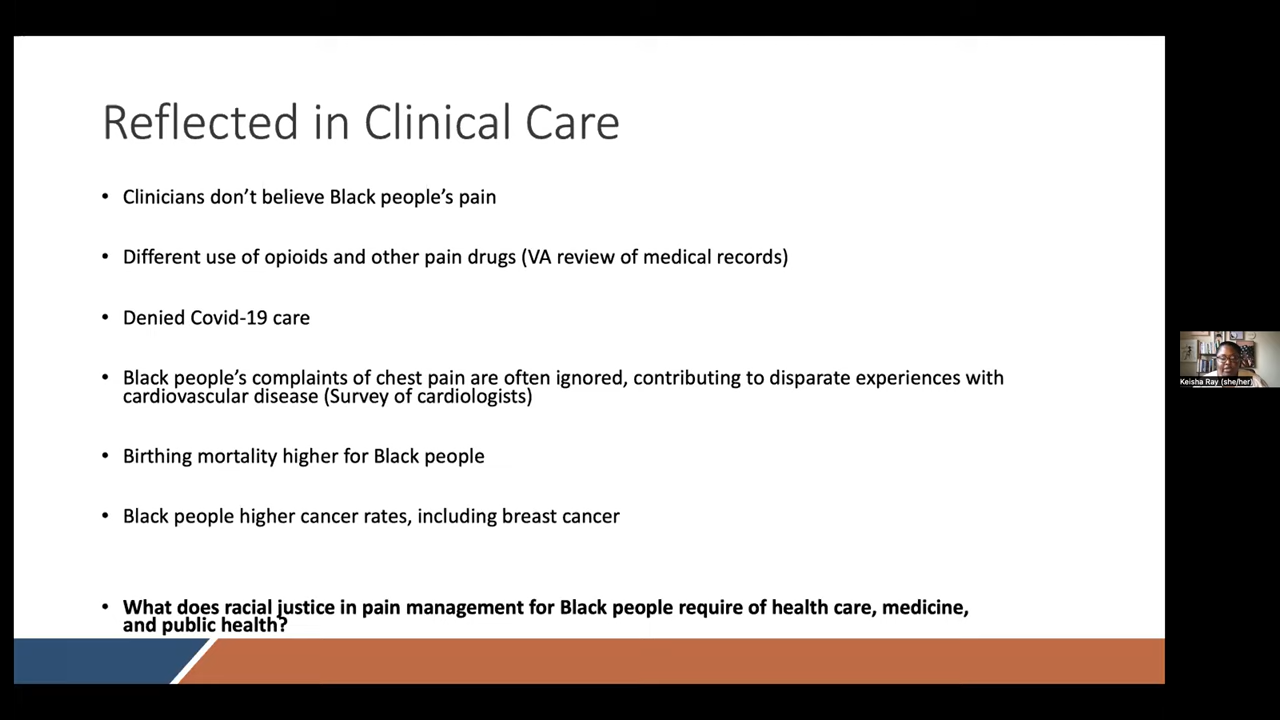 Reflected in Clinical Care
• Clinicians don’t believe Black people’s pain
• Different use of opioids and other pain drugs (VA review of medical records)
• Denied Covid-19 care
• Black people’s complaints of chest pain are often ignored, contributing to disparate experiences with
cardiovascular disease (Survey of cardiologists)
• Birthing mortality higher for Black people
• Black people higher cancer rates, including breast cancer
• What does racial justice in pain management for Black people require of health care, medicine,
and public health?
Keisha Ray (she/her)